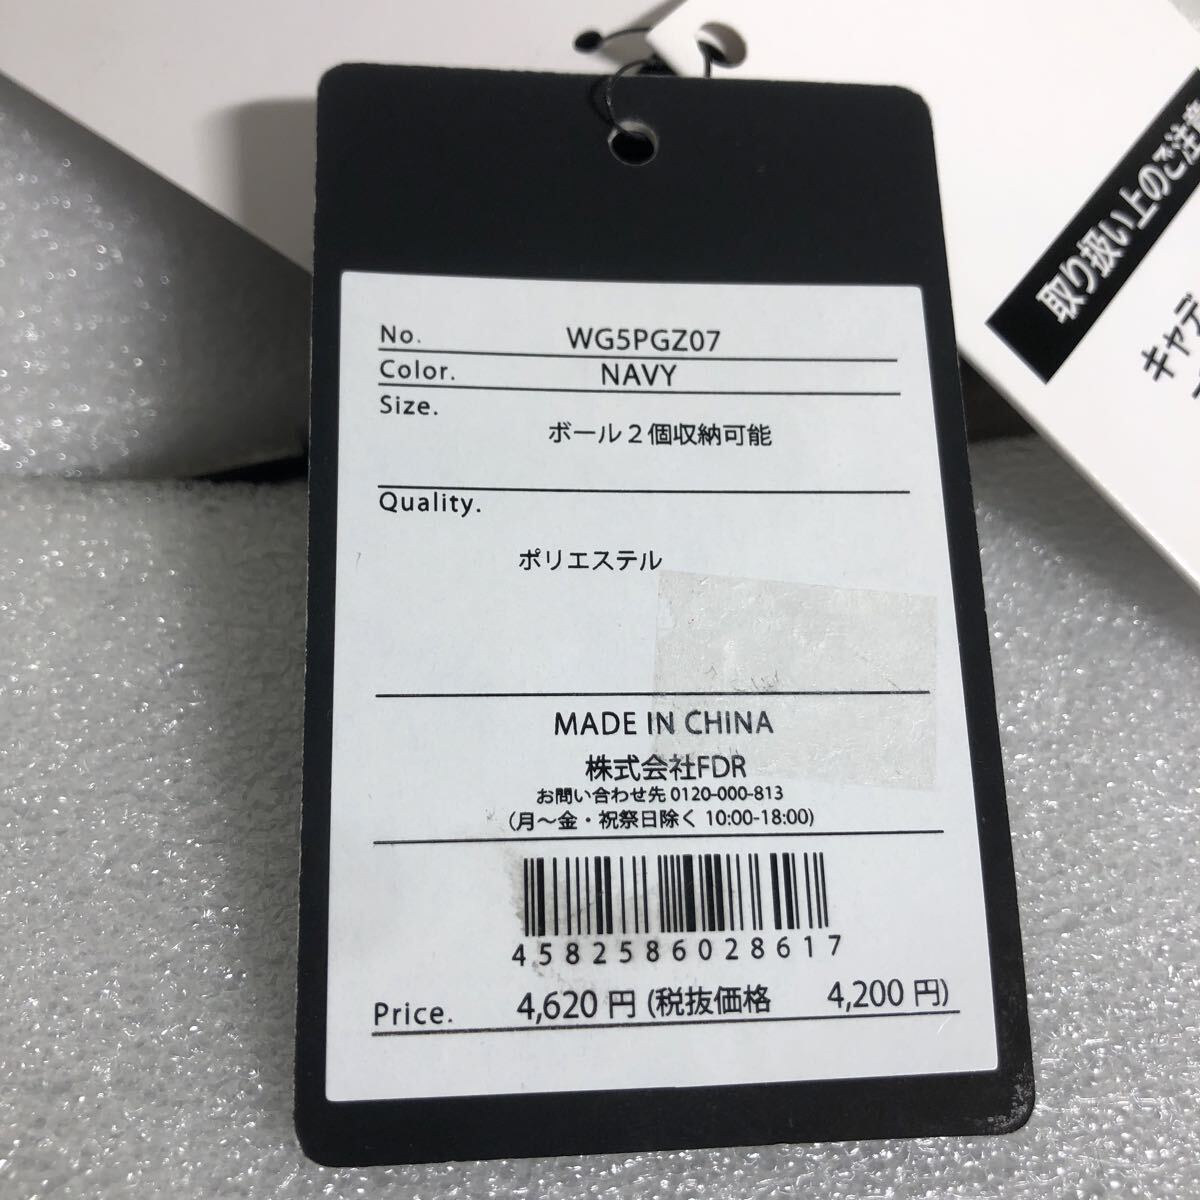 No. WG5PGZ07
Color. NAVY
Size.
ボール２個収納可能
Quality.
ポリエステル
MADE IN CHINA
株式会社FDR
お問い合わせ先 0120-000-813
（月～金・祝祭日除く 10:00-18:00)
4582586028617
Price. 4,620 円 (税抜価格 4,200 円)
取り扱い上のご注意
キャデ